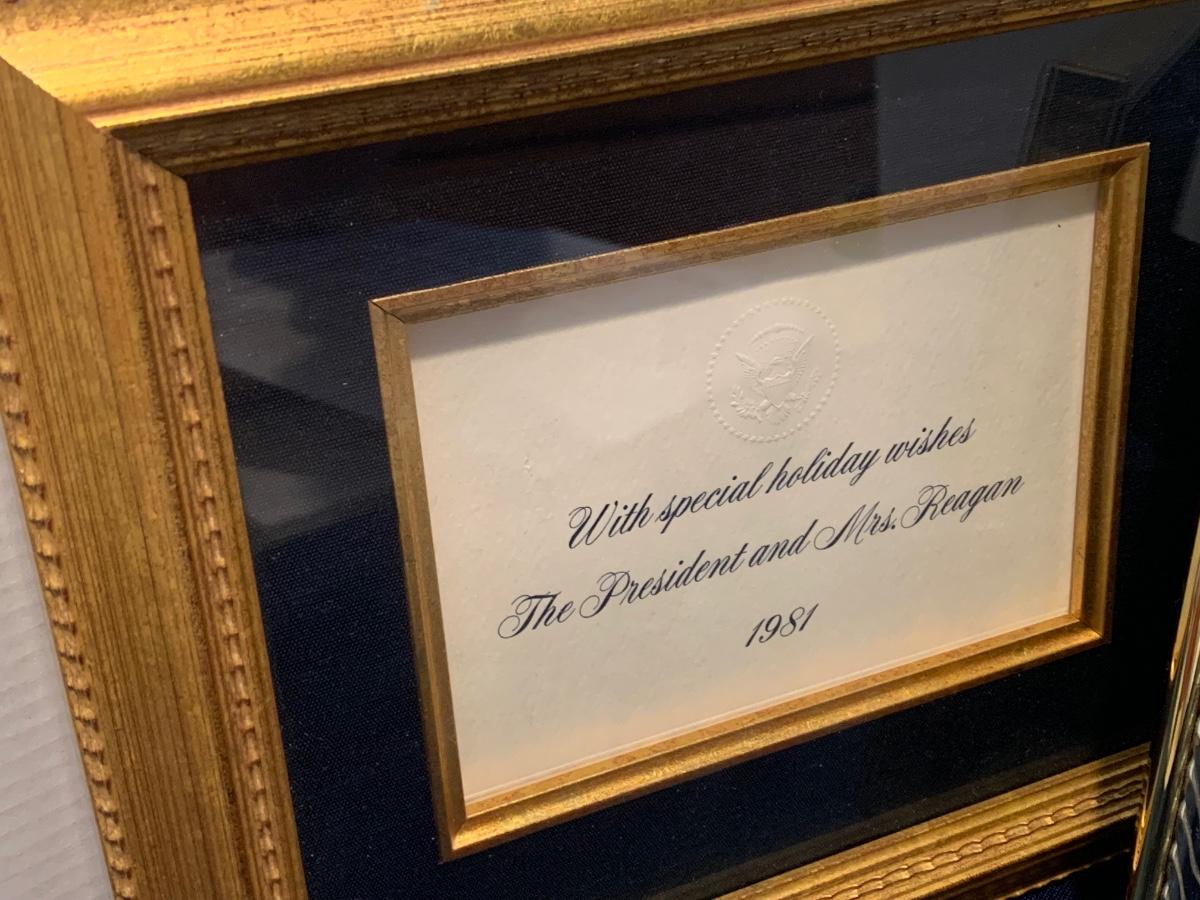 With special holiday wishes
The President and Mrs. Reagan
1981